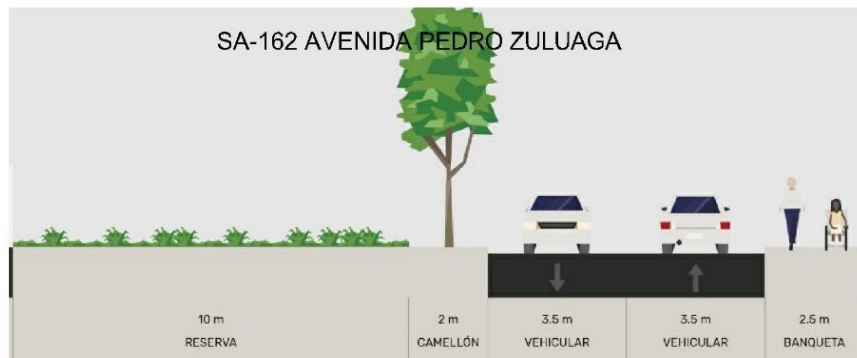 SA-162 AVENIDA PEDRO ZULUAGA
10 m
RESERVA
2 m
CAMELLÓN
3.5 m
VEHICULAR
3.5 m
VEHICULAR
2.5 m
BANQUETA